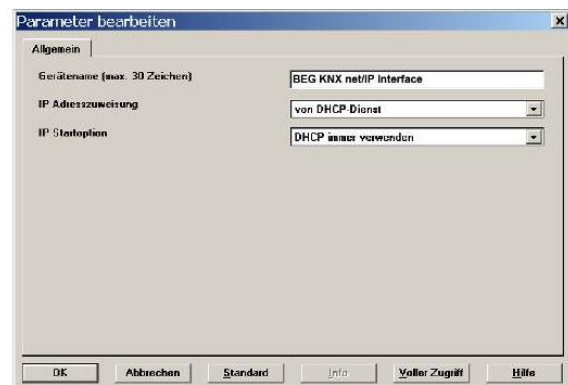 Parameter bearbeiten
Allgemein
Gerätename (max. 30 Zeichen)
BEG KNX net/IP Interface
IP Adresszuweisung
von DHCP-Dienst
IP Startoption
DHCP immer verwenden
OK Abbrechen Standard Info Voller Zugriff Hilfe